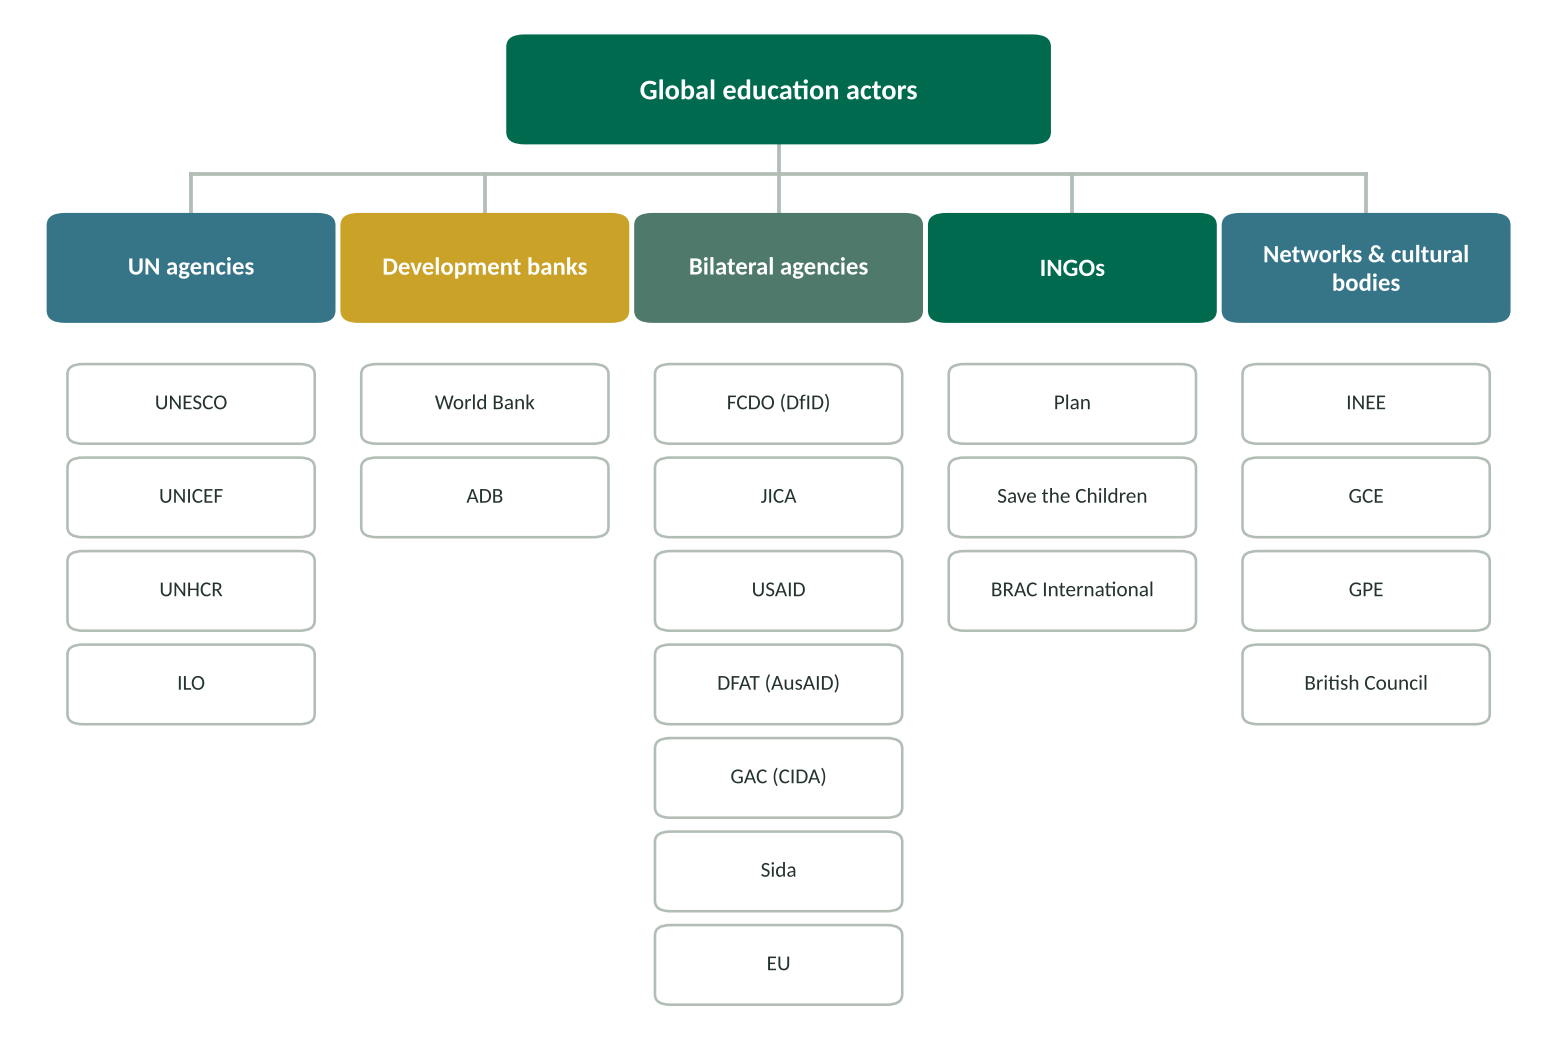 Global education actors
UN agencies
Development banks
Bilateral agencies
INGOs
Networks & cultural
bodies
UNESCO
UNICEF
UNHCR
ILO
World Bank
ADB
FCDO (DfID)
JICA
USAID
DFAT (AusAID)
GAC (CIDA)
Sida
EU
Plan
Save the Children
BRAC International
INEE
GCE
GPE
British Council